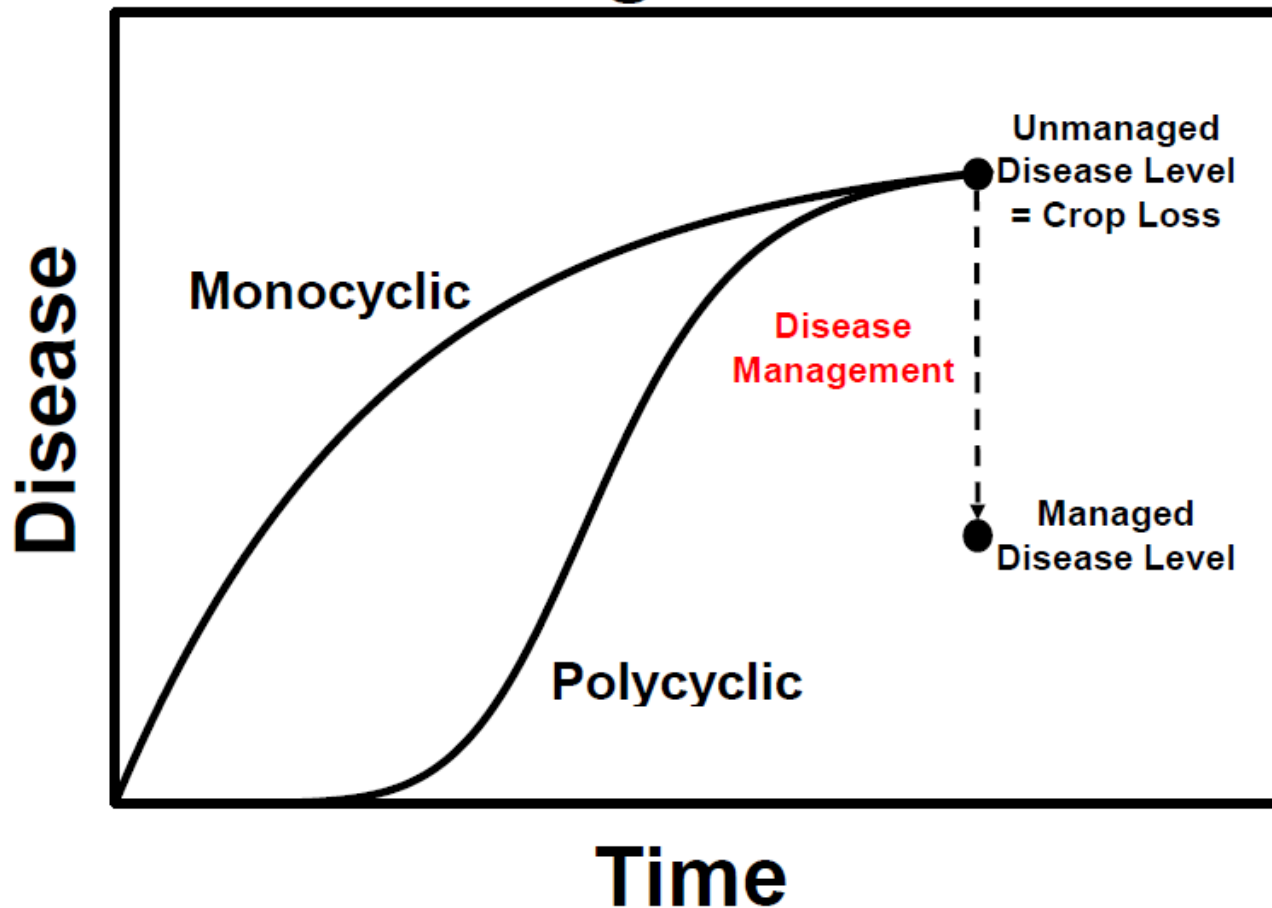 Unmanaged
Disease Level
= Crop Loss
Monocyclic
Disease
Management
Disease
Managed
Disease Level
Polycyclic
Time